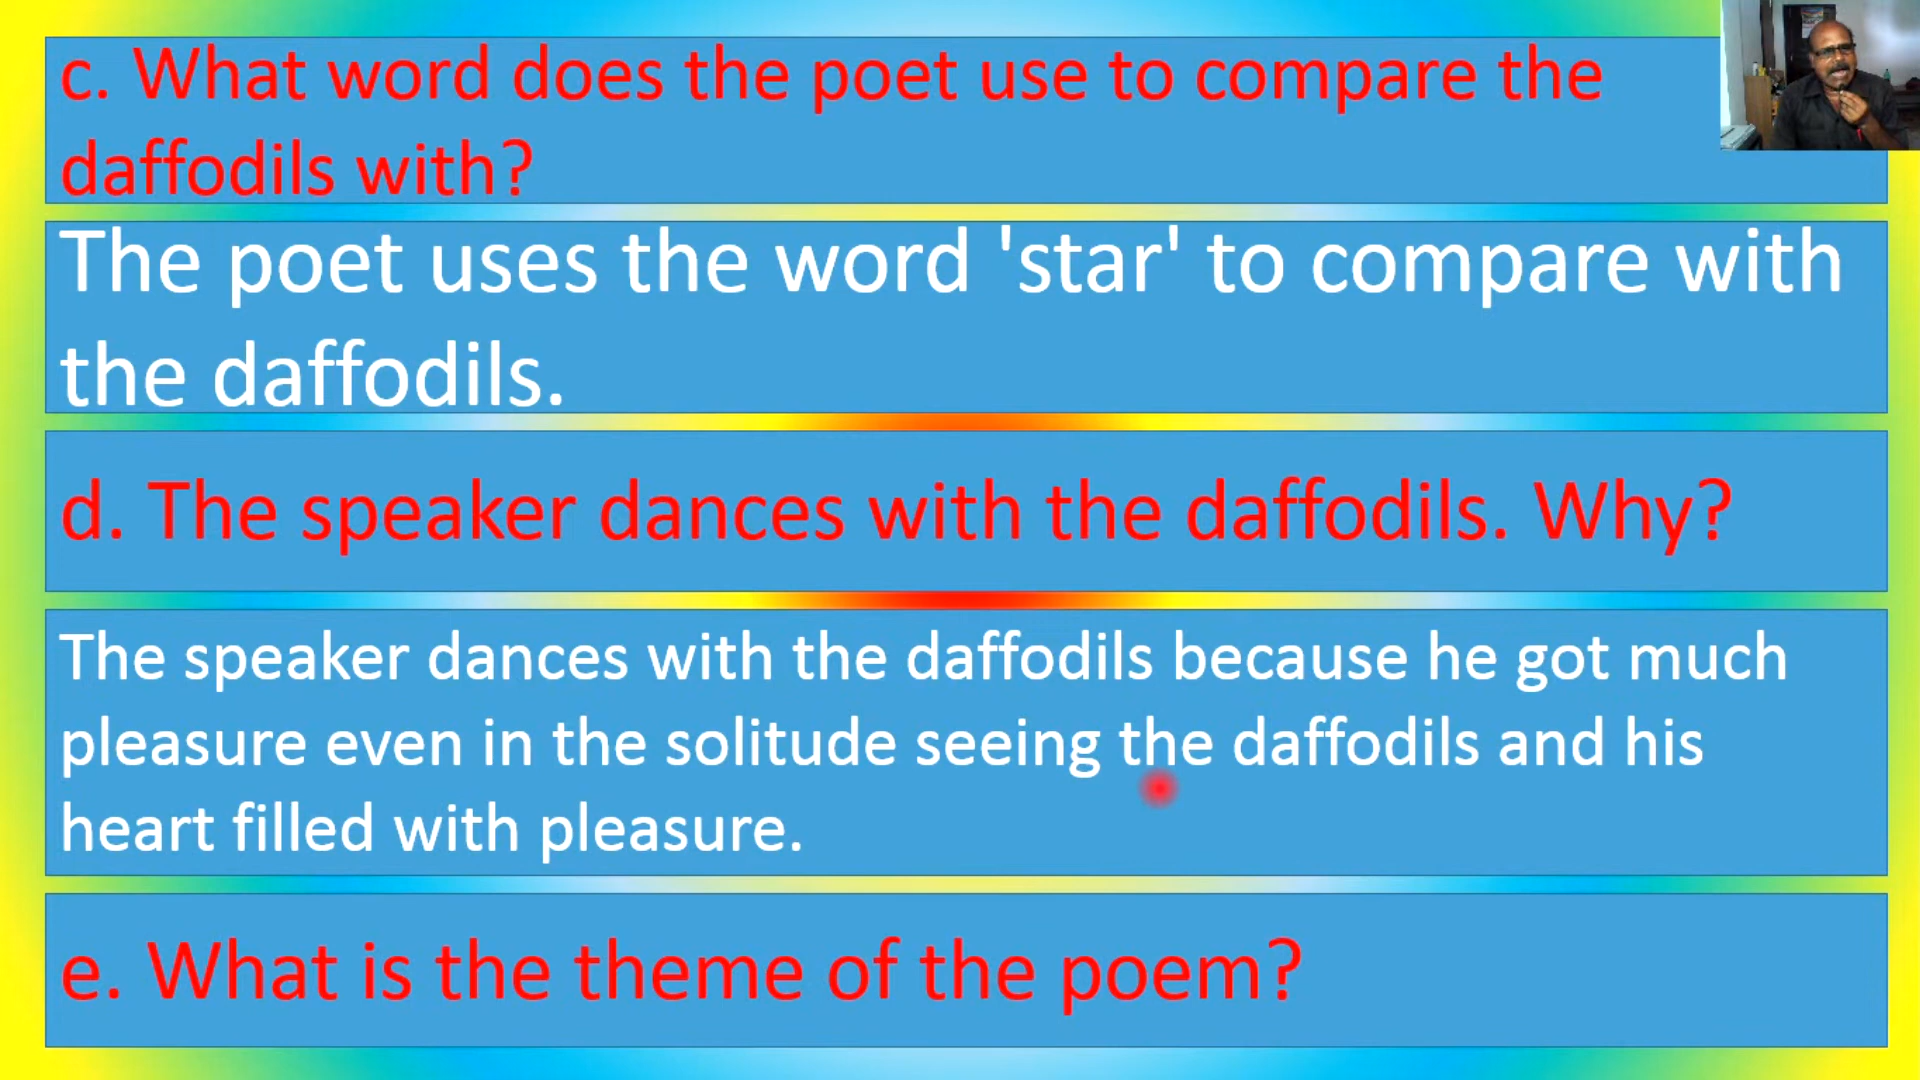 c. What word does the poet use to compare the
daffodils with?
The poet uses the word 'star' to compare with
the daffodils.
d. The speaker dances with the daffodils. Why?
The speaker dances with the daffodils because he got much
pleasure even in the solitude seeing the daffodils and his
heart filled with pleasure.
e. What is the theme of the poem?